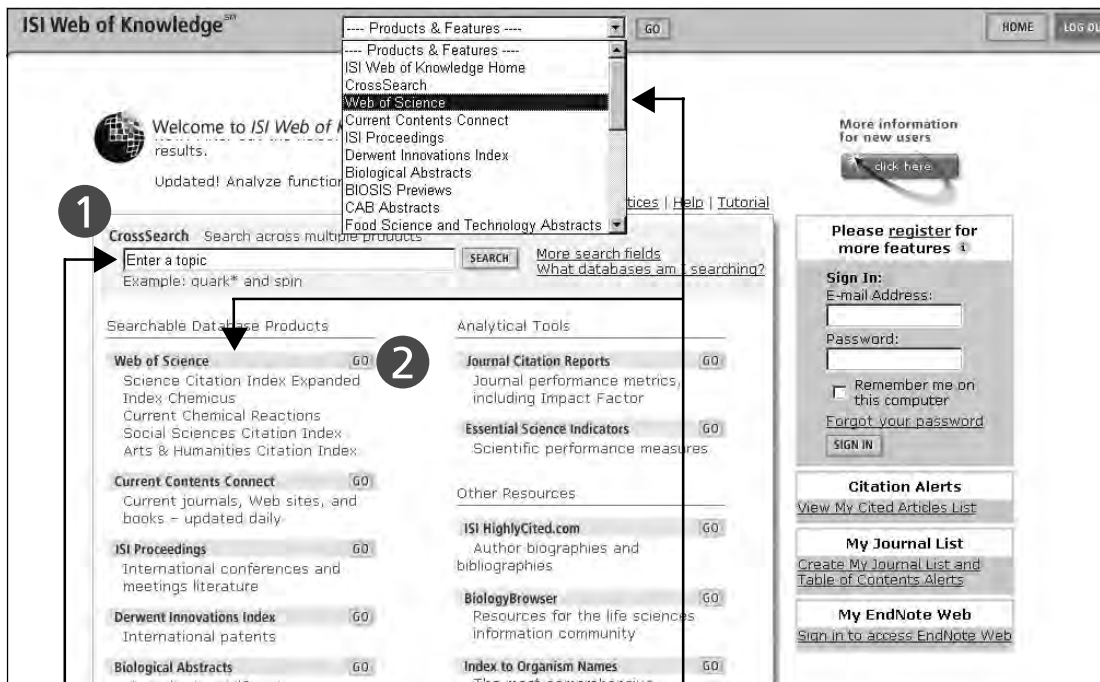 ISI Web of Knowledge℠
---- Products & Features ----
GO
HOME
LOG OU
---- Products & Features ----
ISI Web of Knowledge Home
CrossSearch
Web of Science
Current Contents Connect
ISI Proceedings
Derwent Innovations Index
Biological Abstracts
BIOSIS Previews
CAB Abstracts
Food Science and Technology Abstracts
Welcome to ISI Web of K
results.
Updated! Analyze function
More information
for new users
click here
tices | Help | Tutorial
1
CrossSearch Search across multiple products
Enter a topic
SEARCH
More search fields
What databases am I searching?
Example: quark* and spin
Searchable Database Products
Web of Science GO
2
Science Citation Index Expanded
Index Chemicus
Current Chemical Reactions
Social Sciences Citation Index
Arts & Humanities Citation Index
Current Contents Connect GO
Current journals, Web sites, and
books – updated daily
ISI Proceedings GO
International conferences and
meetings literature
Derwent Innovations Index GO
International patents
Biological Abstracts GO
Analytical Tools
Journal Citation Reports GO
Journal performance metrics,
including Impact Factor
Essential Science Indicators GO
Scientific performance measures
Other Resources
ISI HighlyCited.com GO
Author biographies and
bibliographies
BiologyBrowser GO
Resources for the life sciences
information community
Index to Organism Names GO
The most comprehensive
Please register for
more features i
Sign In:
E-mail Address:
Password:
Remember me on
this computer
Forgot your password
SIGN IN
Citation Alerts
View My Cited Articles List
My Journal List
Create My Journal List and
Table of Contents Alerts
My EndNote Web
Sign in to access EndNote Web